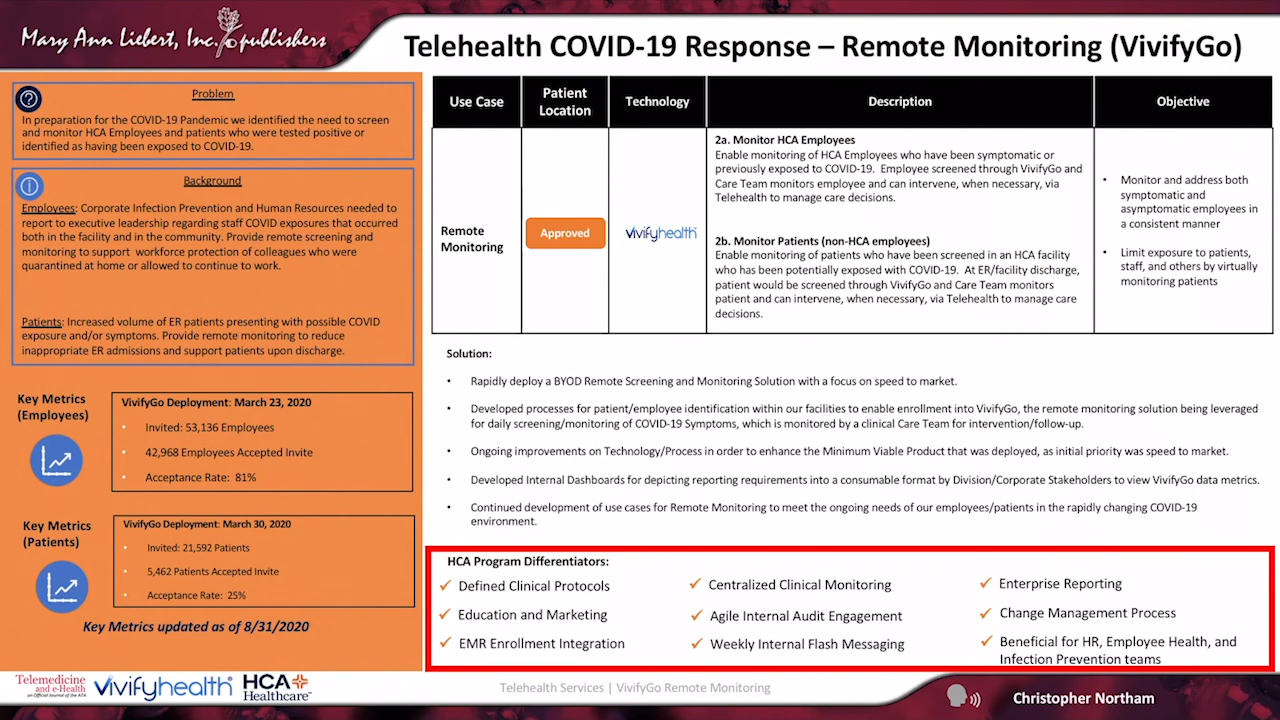 Mary Ann Liebert, Inc. publishers
Telehealth COVID-19 Response – Remote Monitoring (VivifyGo)
Problem
In preparation for the COVID-19 Pandemic we identified the need to screen
and monitor HCA Employees and patients who were tested positive or
identified as having been exposed to COVID-19.
Background
Employees: Corporate Infection Prevention and Human Resources needed to
report to executive leadership regarding staff COVID exposures that occurred
both in the facility and in the community. Provide remote screening and
monitoring to support workforce protection of colleagues who were
quarantined at home or allowed to continue to work.
Patients: Increased volume of ER patients presenting with possible COVID
exposure and/or symptoms. Provide remote monitoring to reduce
inappropriate ER admissions and support patients upon discharge.
Key Metrics
(Employees)
VivifyGo Deployment: March 23, 2020
• Invited: 53,136 Employees
• 42,968 Employees Accepted Invite
• Acceptance Rate: 81%
Key Metrics
(Patients)
VivifyGo Deployment: March 30, 2020
• Invited: 21,592 Patients
• 5,462 Patients Accepted Invite
• Acceptance Rate: 25%
Key Metrics updated as of 8/31/2020
Use Case
Patient
Location
Technology
Description
Objective
Remote
Monitoring
Approved
vivifyhealth
2a. Monitor HCA Employees
Enable monitoring of HCA Employees who have been symptomatic or
previously exposed to COVID-19. Employee screened through VivifyGo and
Care Team monitors employee and can intervene, when necessary, via
Telehealth to manage care decisions.
2b. Monitor Patients (non-HCA employees)
Enable monitoring of patients who have been screened in an HCA facility
who has been potentially exposed with COVID-19. At ER/facility discharge,
patient would be screened through VivifyGo and Care Team monitors
patient and can intervene, when necessary, via Telehealth to manage care
decisions.
• Monitor and address both
symptomatic and
asymptomatic employees in
a consistent manner
• Limit exposure to patients,
staff, and others by virtually
monitoring patients
Solution:
• Rapidly deploy a BYOD Remote Screening and Monitoring Solution with a focus on speed to market.
• Developed processes for patient/employee identification within our facilities to enable enrollment into VivifyGo, the remote monitoring solution being leveraged
for daily screening/monitoring of COVID-19 Symptoms, which is monitored by a clinical Care Team for intervention/follow-up.
• Ongoing improvements on Technology/Process in order to enhance the Minimum Viable Product that was deployed, as initial priority was speed to market.
• Developed Internal Dashboards for depicting reporting requirements into a consumable format by Division/Corporate Stakeholders to view VivifyGo data metrics.
• Continued development of use cases for Remote Monitoring to meet the ongoing needs of our employees/patients in the rapidly changing COVID-19
environment.
HCA Program Differentiators:
✓ Defined Clinical Protocols
✓ Education and Marketing
✓ EMR Enrollment Integration
✓ Centralized Clinical Monitoring
✓ Agile Internal Audit Engagement
✓ Weekly Internal Flash Messaging
✓ Enterprise Reporting
✓ Change Management Process
✓ Beneficial for HR, Employee Health, and
Infection Prevention teams
Telemedicine
and e-Health
an Official Journal of the ATA
vivifyhealth
HCA
Healthcare
Telehealth Services | VivifyGo Remote Monitoring
Christopher Northam